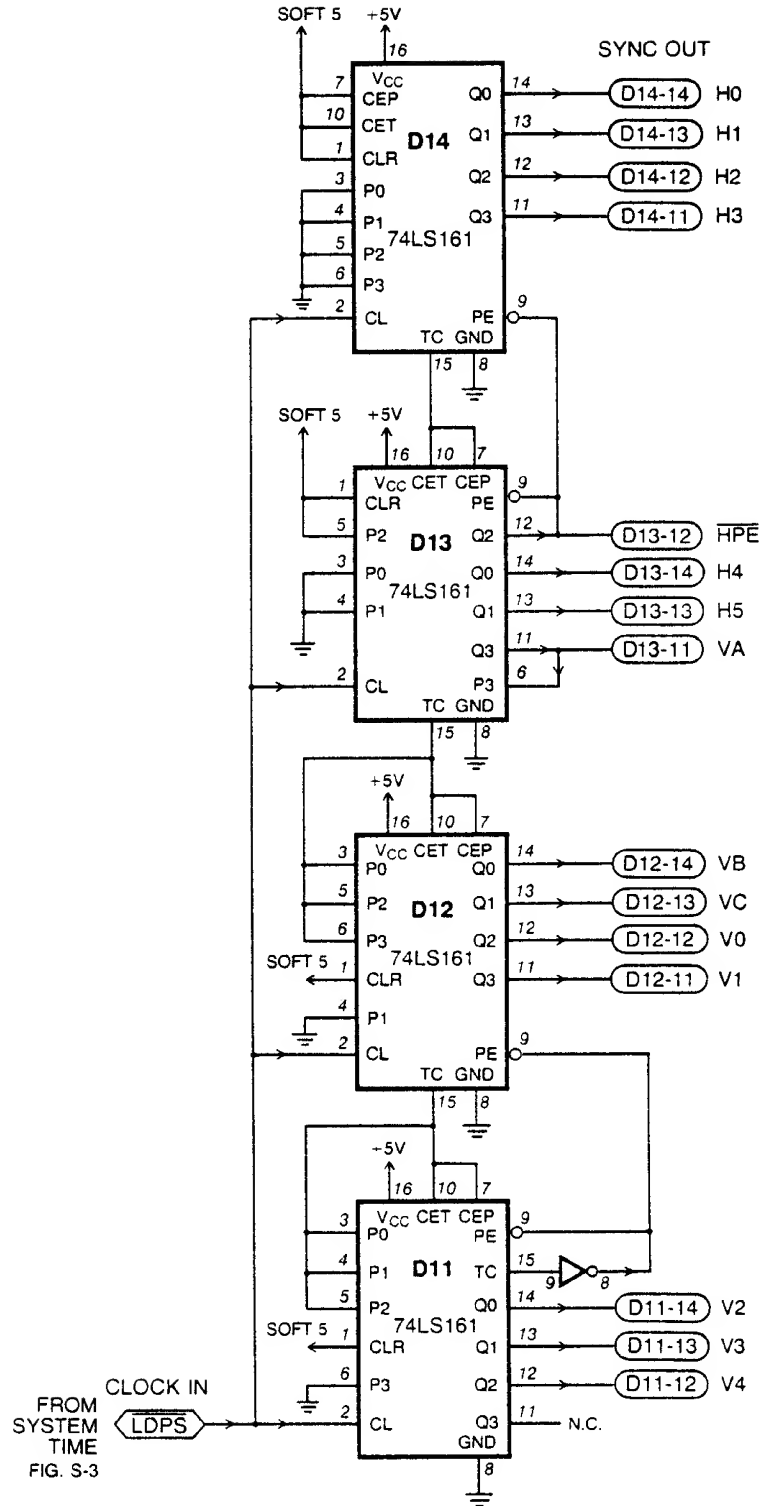 SOFT 5 +5V
16
SYNC OUT
VCC
7 CEP Q0 14 D14-14 H0
10 CET D14 Q1 13 D14-13 H1
1 CLR Q2 12 D14-12 H2
3 P0 Q3 11 D14-11 H3
4 P1
74LS161
5 P2
6 P3
2 CL PE 9
TC GND
15 8
SOFT 5 +5V
16 10 7
VCC CET CEP
1 CLR PE 9
5 P2 D13 Q2 12 D13-12 HPE
3 P0 74LS161 Q0 14 D13-14 H4
4 P1 Q1 13 D13-13 H5
Q3 11 D13-11 VA
2 CL P3 6
TC GND
15 8
+5V
16 10 7
VCC CET CEP
3 P0 Q0 14 D12-14 VB
5 P2 D12 Q1 13 D12-13 VC
6 P3 Q2 12 D12-12 V0
74LS161
SOFT 5 1 CLR Q3 11 D12-11 V1
4 P1
2 CL PE 9
TC GND
15 8
+5V
16 10 7
VCC CET CEP
3 P0 PE 9
4 P1 D11 TC 15 9 8
5 P2 Q0 14 D11-14 V2
74LS161
SOFT 5 1 CLR Q1 13 D11-13 V3
6 P3 Q2 12 D11-12 V4
CLOCK IN
FROM
SYSTEM
TIME
FIG. S-3
LDPS 2 CL Q3 11 N.C.
GND
8